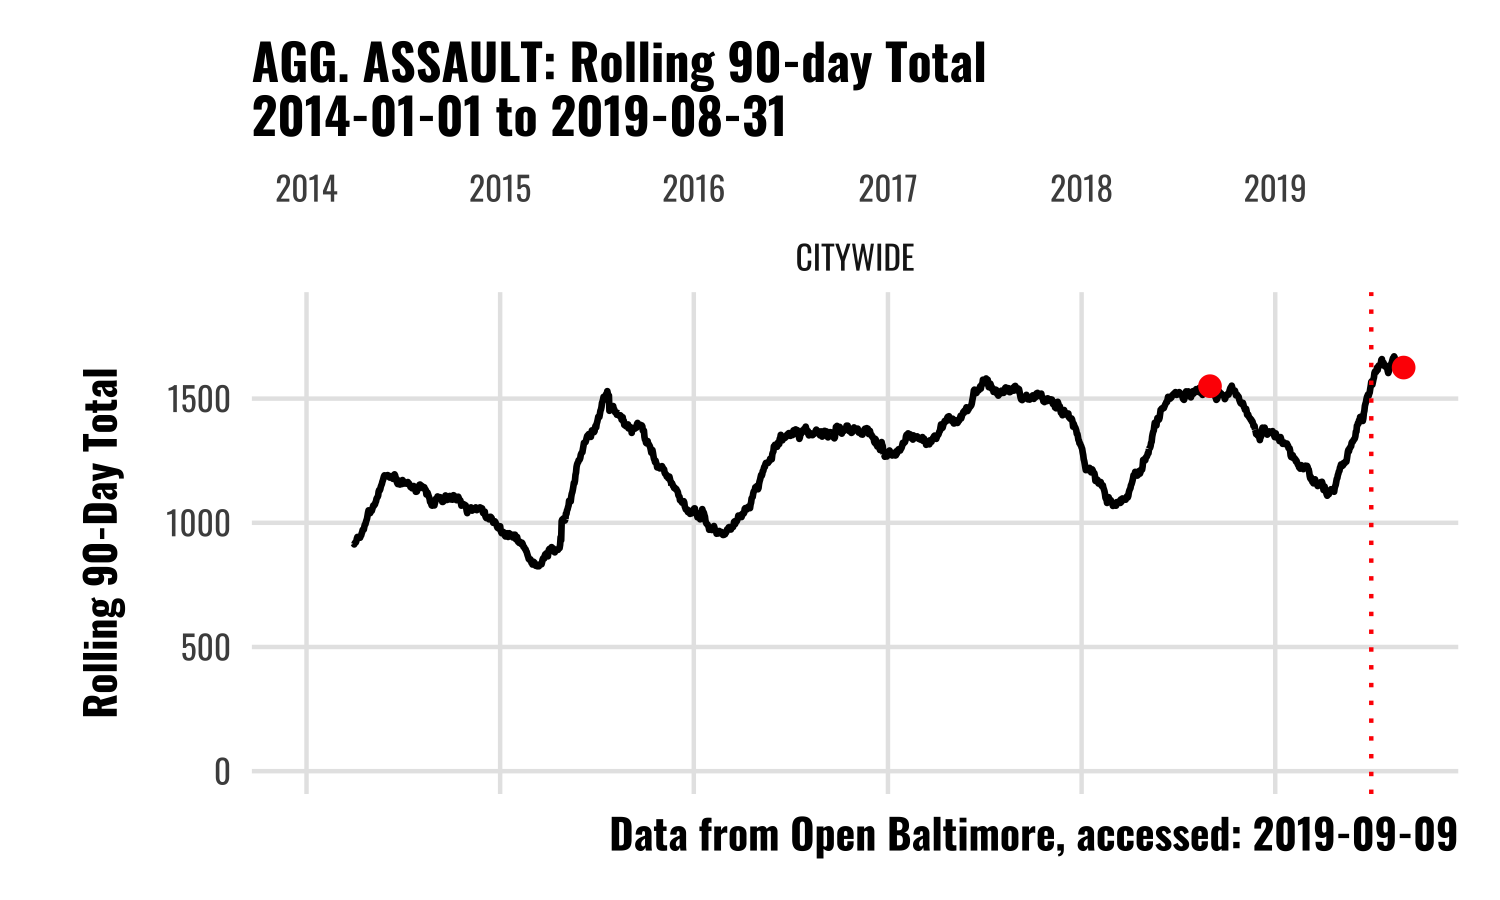 AGG. ASSAULT: Rolling 90-day Total
2014-01-01 to 2019-08-31
2014 2015 2016 2017 2018 2019
CITYWIDE
Rolling 90-Day Total
1500
1000
500
0
Data from Open Baltimore, accessed: 2019-09-09